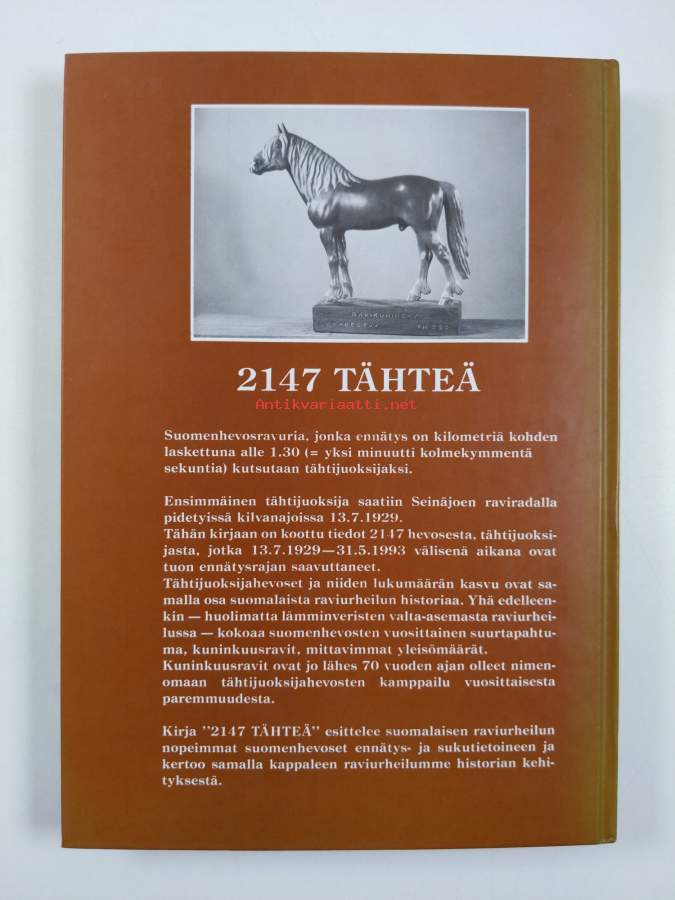 RAVIKUNINGAS
2147 TÄHTEÄ
Antikvariaatti.net
Suomenhevosravuria, jonka ennätys on kilometriä kohden
laskettuna alle 1.30 (= yksi minuutti kolmekymmentä
sekuntia) kutsutaan tähtijuoksijaksi.
Ensimmäinen tähtijuoksija saatiin Seinäjoen raviradalla
pidetyissä kilvanajoissa 13.7.1929.
Tähän kirjaan on koottu tiedot 2147 hevosesta, tähtijuoksi-
jasta, jotka 13.7.1929—31.5.1993 välisenä aikana ovat
tuon ennätysrajan saavuttaneet.
Tähtijuoksijahevoset ja niiden lukumäärän kasvu ovat sa-
malla osa suomalaista raviurheilun historiaa. Yhä edelleen-
kin — huolimatta lämminveristen valta-asemasta raviurhei-
lussa — kokoaa suomenhevosten vuosittainen suurtapahtu-
ma, kuninkuusravit, mittavimmat yleisömäärät.
Kuninkuusravit ovat jo lähes 70 vuoden ajan olleet nimen-
omaan tähtijuoksijahevosten kamppailu vuosittaisesta
paremmuudesta.
Kirja "2147 TÄHTEÄ" esittelee suomalaisen raviurheilun
nopeimmat suomenhevoset ennätys- ja sukutietoineen ja
kertoo samalla kappaleen raviurheilumme historian kehi-
tyksestä.